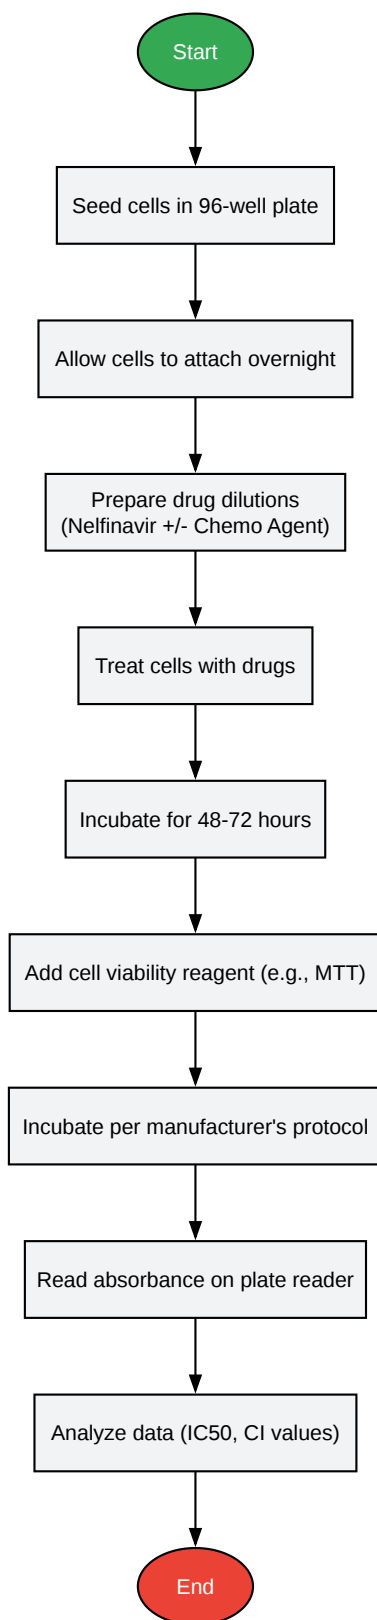 Start
Seed cells in 96-well plate
Allow cells to attach overnight
Prepare drug dilutions
(Nelfinavir +/- Chemo Agent)
Treat cells with drugs
Incubate for 48-72 hours
Add cell viability reagent (e.g., MTT)
Incubate per manufacturer's protocol
Read absorbance on plate reader
Analyze data (IC50, CI values)
End